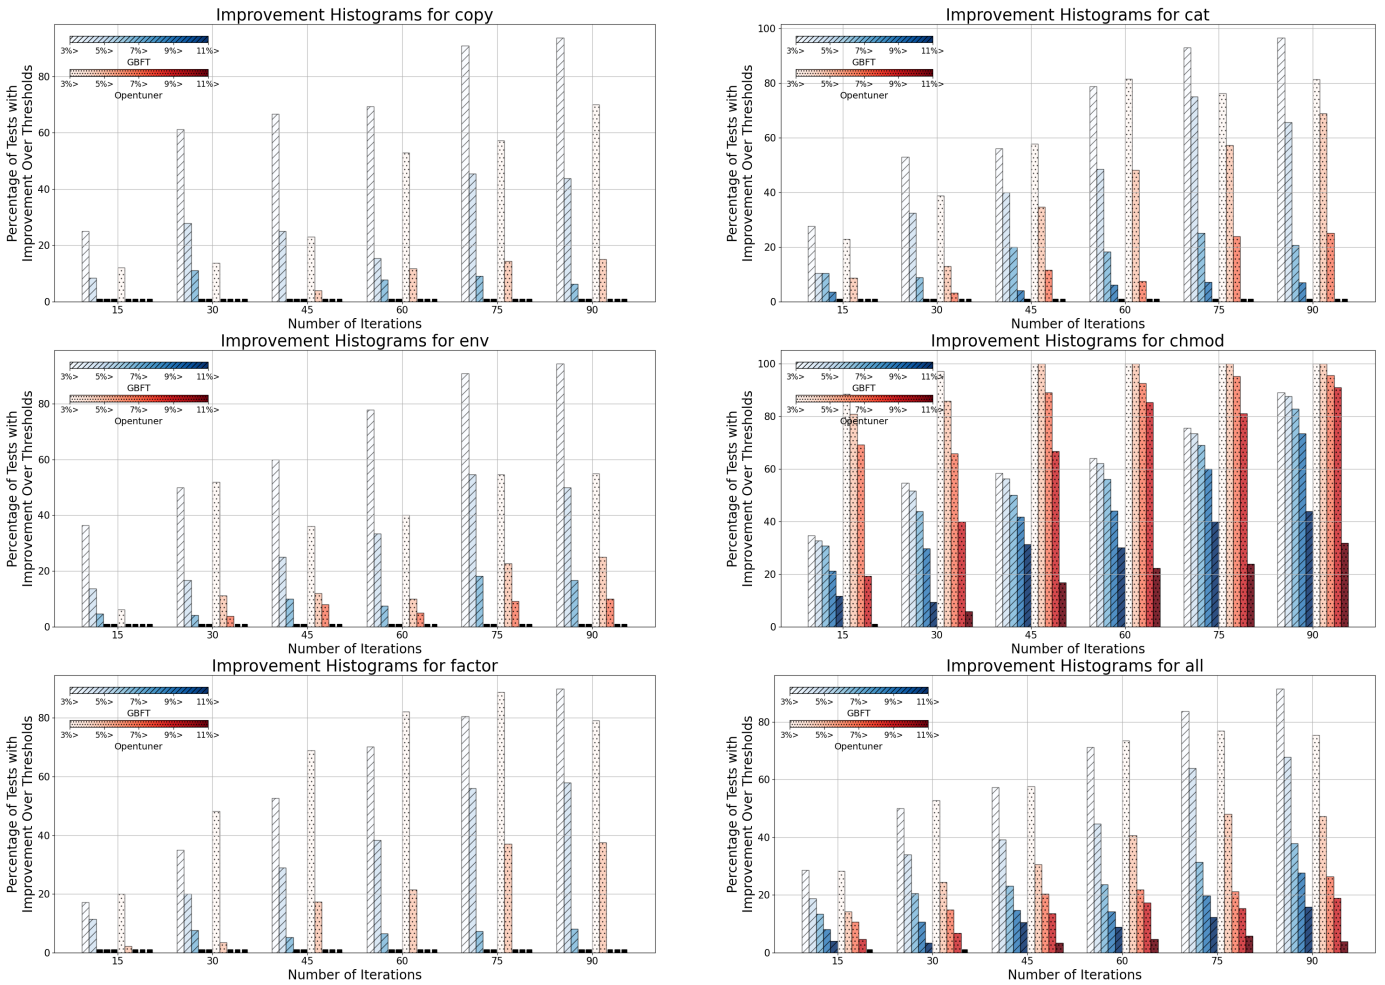 Improvement Histograms for copy
Percentage of Tests with
Improvement Over Thresholds
80
60
40
20
0
3%> 5%> 7%> 9%> 11%>
GBFT
3%> 5%> 7%> 9%> 11%>
Opentuner
15 30 45 60 75 90
Number of Iterations
Improvement Histograms for cat
Percentage of Tests with
Improvement Over Thresholds
100
80
60
40
20
0
3%> 5%> 7%> 9%> 11%>
GBFT
3%> 5%> 7%> 9%> 11%>
Opentuner
15 30 45 60 75 90
Number of Iterations
Improvement Histograms for env
Percentage of Tests with
Improvement Over Thresholds
80
60
40
20
0
3%> 5%> 7%> 9%> 11%>
GBFT
3%> 5%> 7%> 9%> 11%>
Opentuner
15 30 45 60 75 90
Number of Iterations
Improvement Histograms for chmod
Percentage of Tests with
Improvement Over Thresholds
100
80
60
40
20
0
3%> 5%> 7%> 9%> 11%>
GBFT
3%> 5%> 7%> 9%> 11%>
Opentuner
15 30 45 60 75 90
Number of Iterations
Improvement Histograms for factor
Percentage of Tests with
Improvement Over Thresholds
80
60
40
20
0
3%> 5%> 7%> 9%> 11%>
GBFT
3%> 5%> 7%> 9%> 11%>
Opentuner
15 30 45 60 75 90
Number of Iterations
Improvement Histograms for all
Percentage of Tests with
Improvement Over Thresholds
80
60
40
20
0
3%> 5%> 7%> 9%> 11%>
GBFT
3%> 5%> 7%> 9%> 11%>
Opentuner
15 30 45 60 75 90
Number of Iterations